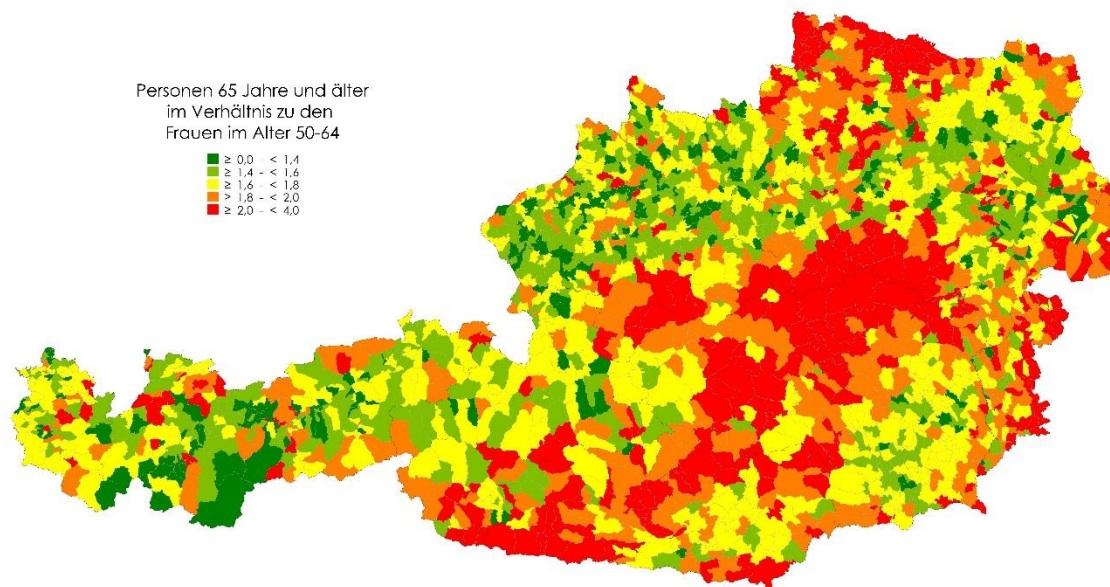 Personen 65 Jahre und älter
im Verhältnis zu den
Frauen im Alter 50-64
≥ 0,0 - < 1,4
≥ 1,4 - < 1,6
≥ 1,6 - < 1,8
> 1,8 - < 2,0
≥ 2,0 - < 4,0